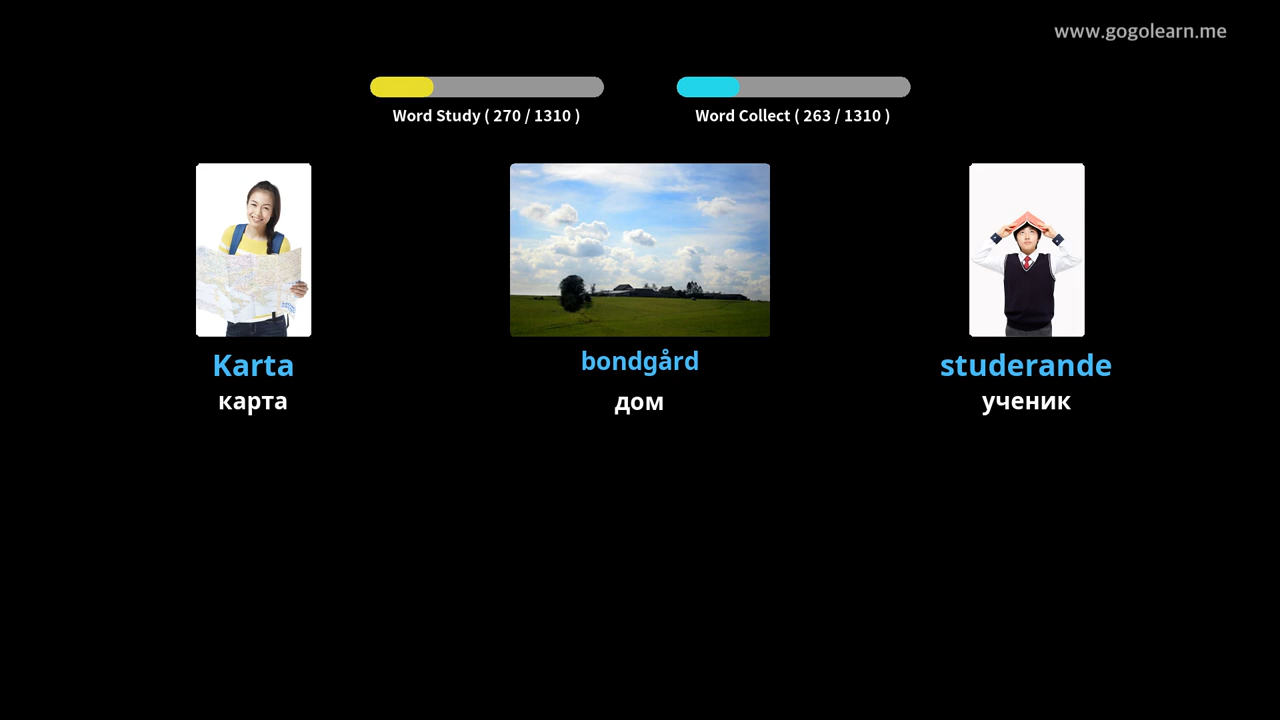 www.gogolearn.me
Word Study ( 270 / 1310 )
Word Collect ( 263 / 1310 )
Karta
карта
bondgård
дом
studerande
ученик